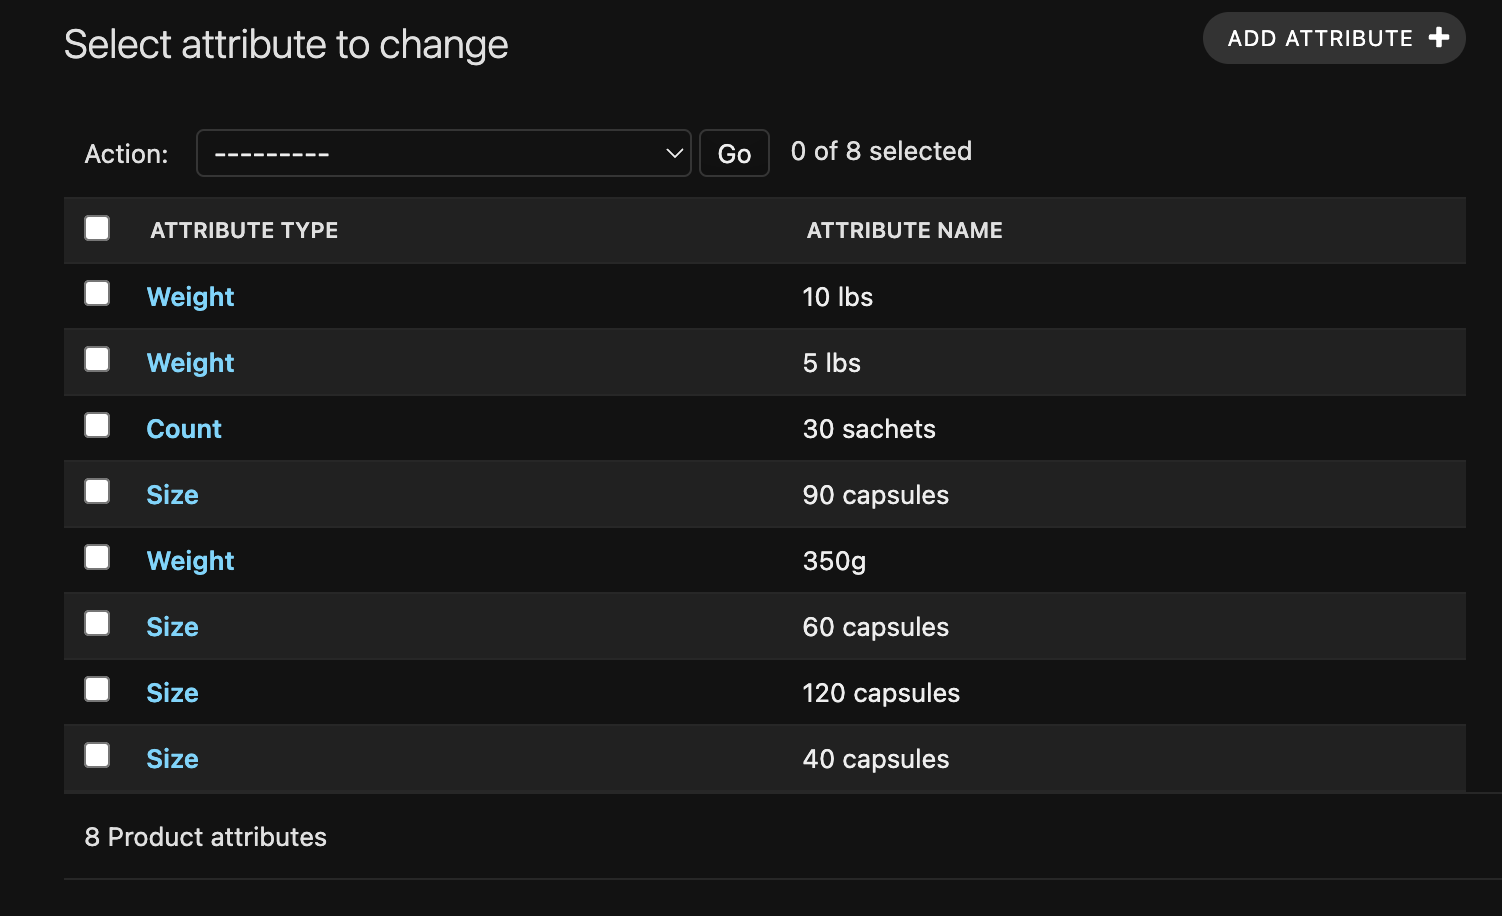 Select attribute to change
ADD ATTRIBUTE
Action: --------- Go 0 of 8 selected
ATTRIBUTE TYPE ATTRIBUTE NAME
Weight 10 lbs
Weight 5 lbs
Count 30 sachets
Size 90 capsules
Weight 350g
Size 60 capsules
Size 120 capsules
Size 40 capsules
8 Product attributes